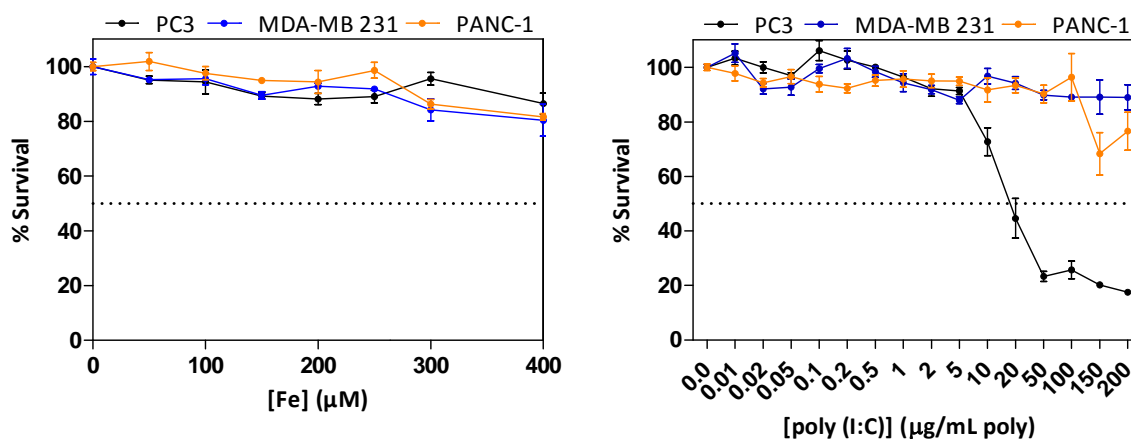 PC3 MDA-MB 231 PANC-1
% Survival
100
80
60
40
20
0
0 100 200 300 400
[Fe] (µM)
PC3 MDA-MB 231 PANC-1
% Survival
100
80
60
40
20
0
0.0 0.01 0.02 0.05 0.1 0.2 0.5 1 2 5 10 20 50 100 150 200
[poly (I:C)] (µg/mL poly)